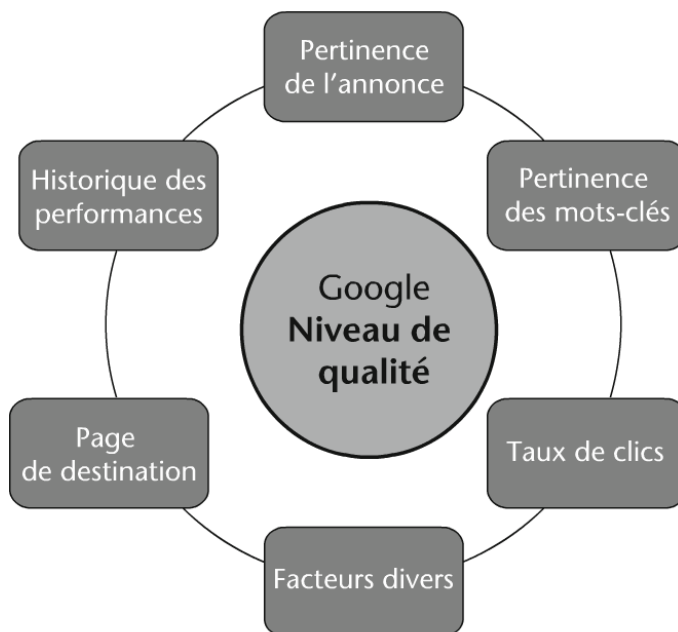 Pertinence
de l’annonce
Historique des
performances
Pertinence
des mots-clés
Google
Niveau de
qualité
Page
de destination
Taux de clics
Facteurs divers